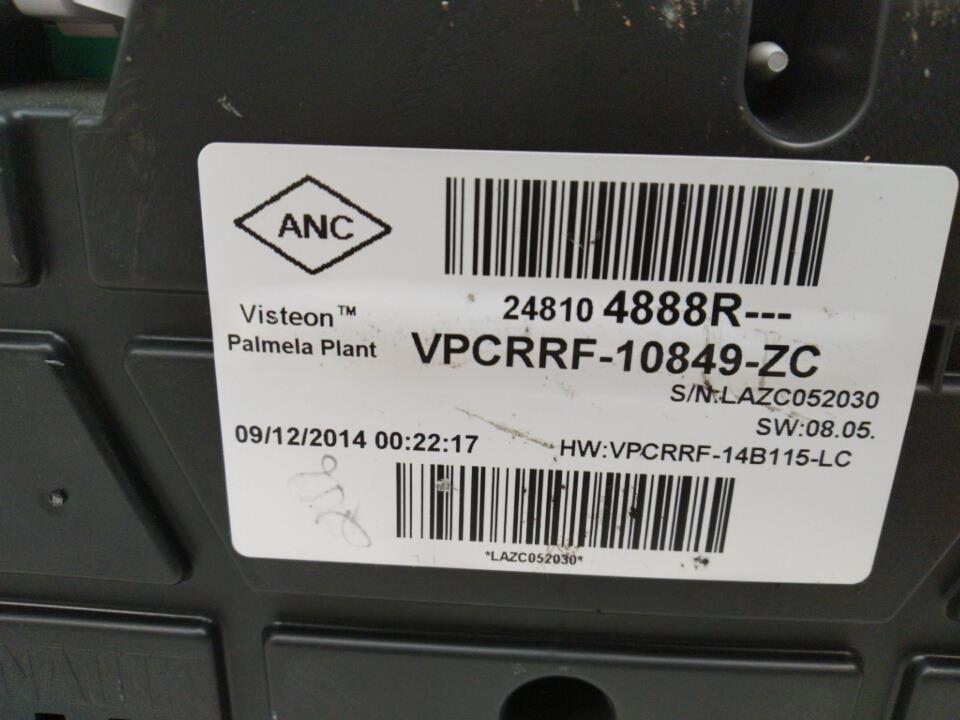 ANC
24810 4888R---
Visteon™
Palmela Plant
VPCRRF-10849-ZC
S/N:LAZC052030
SW:08.05.
09/12/2014 00:22:17
HW:VPCRRF-14B115-LC
*LAZC052030*